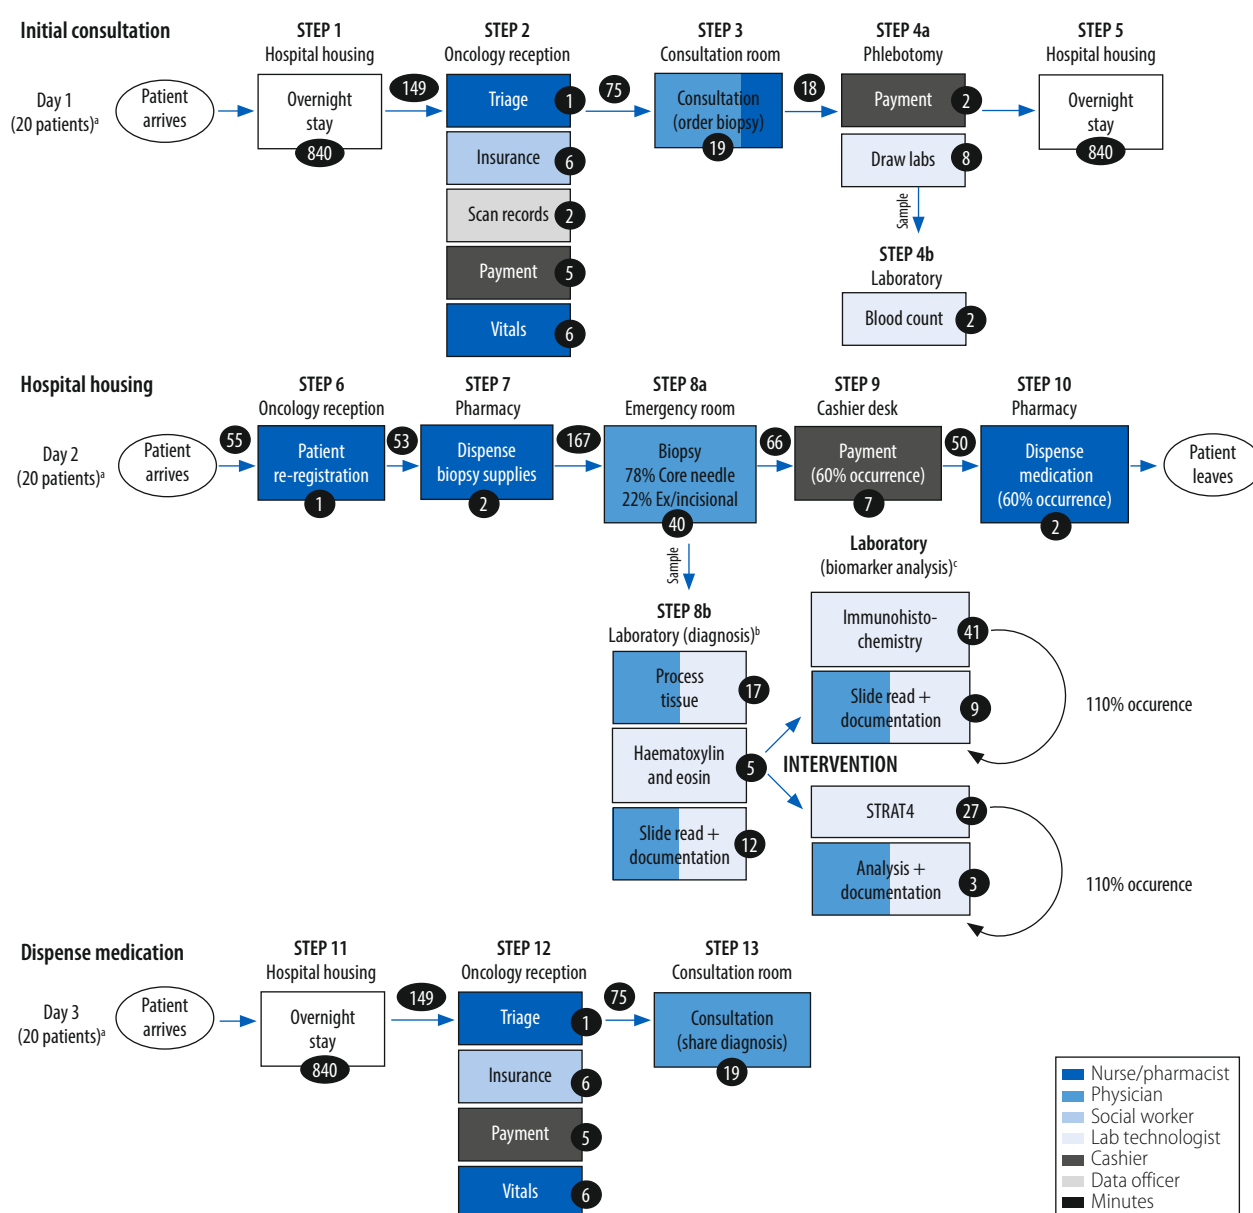 Initial consultation
STEP 1
Hospital housing
STEP 2
Oncology reception
STEP 3
Consultation room
STEP 4a
Phlebotomy
STEP 5
Hospital housing
Day 1
(20 patients)a
Patient
arrives
Overnight
stay
840
149
Triage
1
Insurance
6
Scan records
2
Payment
5
Vitals
6
75
Consultation
(order biopsy)
19
18
Payment
2
Draw labs
8
Sample
STEP 4b
Laboratory
Blood count
2
Overnight
stay
840
Hospital housing
STEP 6
Oncology reception
STEP 7
Pharmacy
STEP 8a
Emergency room
STEP 9
Cashier desk
STEP 10
Pharmacy
Day 2
(20 patients)a
Patient
arrives
55
Patient
re-registration
1
53
Dispense
biopsy supplies
2
167
Biopsy
78% Core needle
22% Ex/incisional
40
66
Payment
(60% occurrence)
7
50
Dispense
medication
(60% occurrence)
2
Patient
leaves
Sample
STEP 8b
Laboratory (diagnosis)b
Process
tissue
17
Haematoxylin
and eosin
5
Slide read +
documentation
12
Laboratory
(biomarker analysis)c
Immunohisto-
chemistry
41
Slide read +
documentation
9
110% occurence
INTERVENTION
STRAT4
27
Analysis +
documentation
3
110% occurence
Dispense medication
STEP 11
Hospital housing
STEP 12
Oncology reception
STEP 13
Consultation room
Day 3
(20 patients)a
Patient
arrives
Overnight
stay
840
149
Triage
1
Insurance
6
Payment
5
Vitals
6
75
Consultation
(share diagnosis)
19
Nurse/pharmacist
Physician
Social worker
Lab technologist
Cashier
Data officer
Minutes